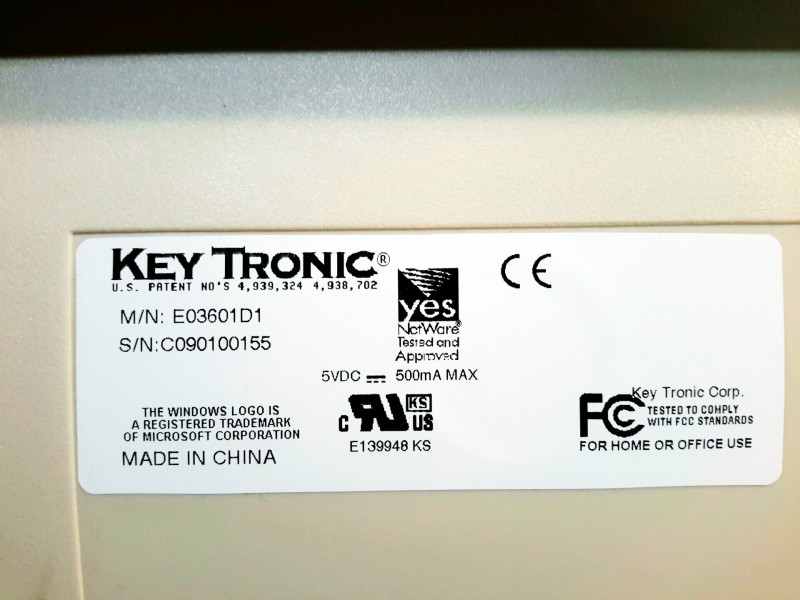 KEY TRONIC®
U.S. PATENT NO'S 4,939,324 4,938,702
M/N: E03601D1
S/N:C090100155
yes
NetWare®
Tested and
Approved
CE
5VDC 500mA MAX
THE WINDOWS LOGO IS
A REGISTERED TRADEMARK
OF MICROSOFT CORPORATION
MADE IN CHINA
C RU US
KS
E139948 KS
FC
Key Tronic Corp.
TESTED TO COMPLY
WITH FCC STANDARDS
FOR HOME OR OFFICE USE